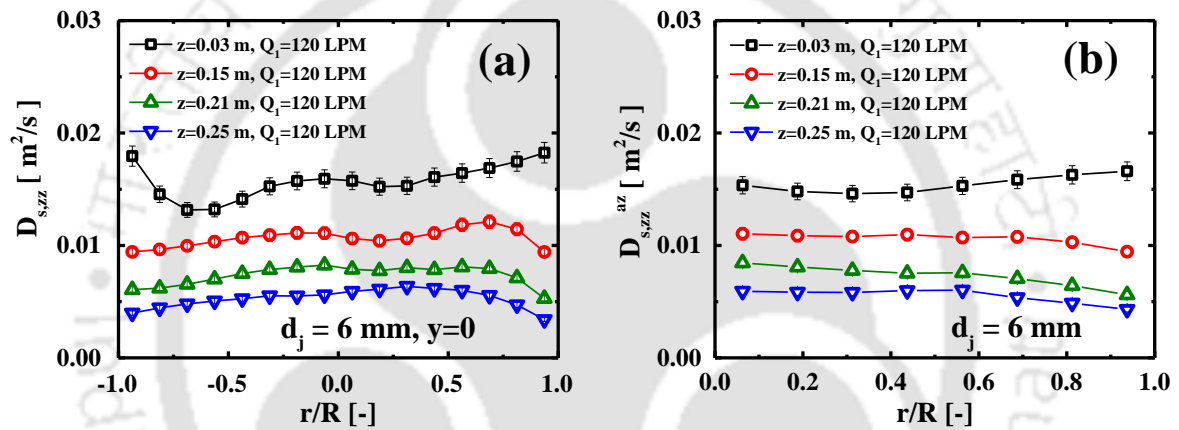 (a)
z=0.03 m, Q₁=120 LPM
z=0.15 m, Q₁=120 LPM
z=0.21 m, Q₁=120 LPM
z=0.25 m, Q₁=120 LPM
dⱼ = 6 mm, y=0
D_s,zz [ m²/s ]
0.03
0.02
0.01
0.00
-1.0 -0.5 0.0 0.5 1.0
r/R [-]
(b)
z=0.03 m, Q₁=120 LPM
z=0.15 m, Q₁=120 LPM
z=0.21 m, Q₁=120 LPM
z=0.25 m, Q₁=120 LPM
dⱼ = 6 mm
D_s,zz^az [ m²/s ]
0.03
0.02
0.01
0.00
0.0 0.2 0.4 0.6 0.8 1.0
r/R [-]